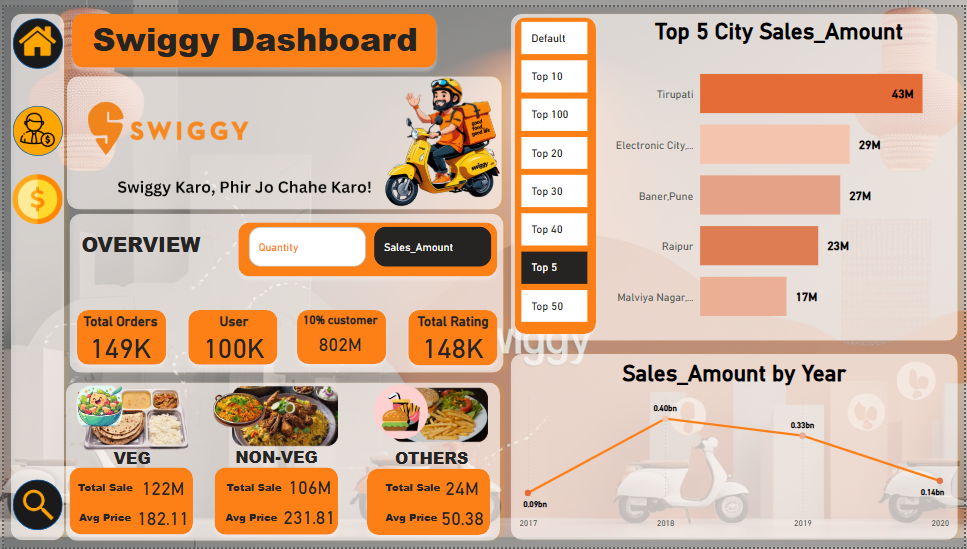 Swiggy Dashboard
SWIGGY
Swiggy Karo, Phir Jo Chahe Karo!
OVERVIEW
Quantity
Sales_Amount
Total Orders
149K
User
100K
10% customer
802M
Total Rating
148K
VEG
Total Sale 122M
Avg Price 182.11
NON-VEG
Total Sale 106M
Avg Price 231.81
OTHERS
Total Sale 24M
Avg Price 50.38
Default
Top 10
Top 100
Top 20
Top 30
Top 40
Top 5
Top 50
Top 5 City Sales_Amount
Tirupati
43M
Electronic City,...
29M
Baner,Pune
27M
Raipur
23M
Malviya Nagar,...
17M
Sales_Amount by Year
0.09bn
0.40bn
0.33bn
0.14bn
2017
2018
2019
2020
good
food
good
life
swiggy